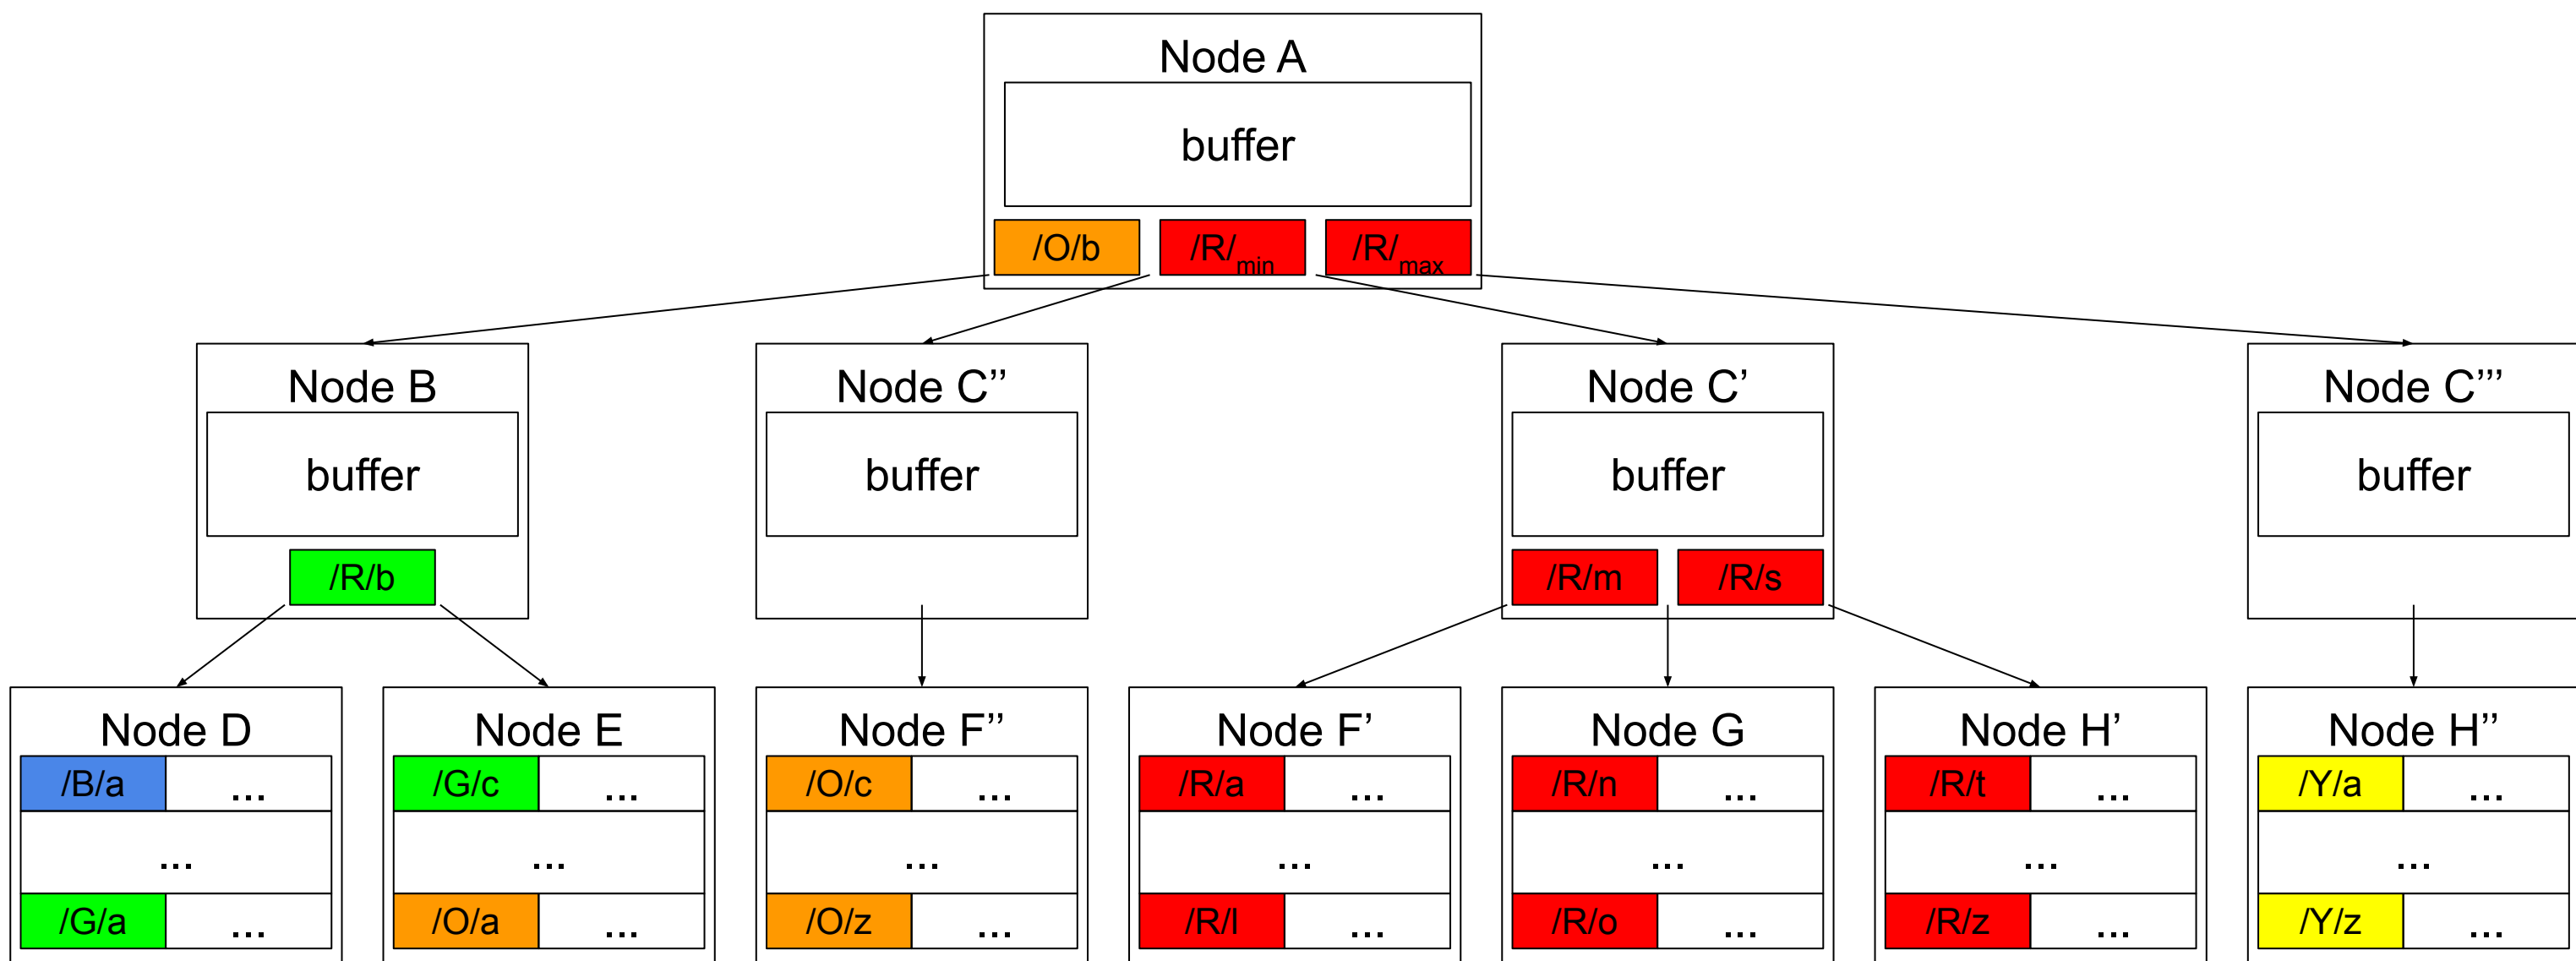 Node A
buffer
/O/b /R/min /R/max
Node B Node C’’ Node C’ Node C’’’
buffer buffer buffer buffer
/R/b /R/m /R/s
Node D Node E Node F’’ Node F’ Node G Node H’ Node H’’
/B/a ... /G/c ... /O/c ... /R/a ... /R/n ... /R/t ... /Y/a ...
... ... ... ... ... ... ...
/G/a ... /O/a ... /O/z ... /R/l ... /R/o ... /R/z ... /Y/z ...